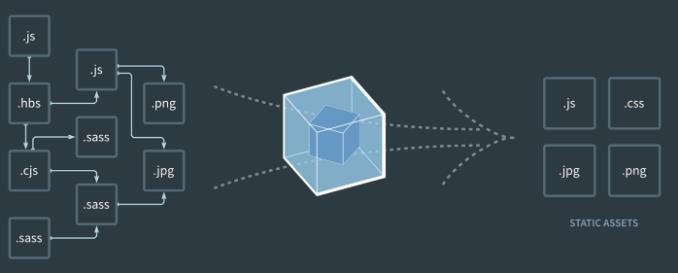 .js
.js
.hbs
.png
.sass
.cjs
.jpg
.sass
.sass
.js
.css
.jpg
.png
STATIC ASSETS